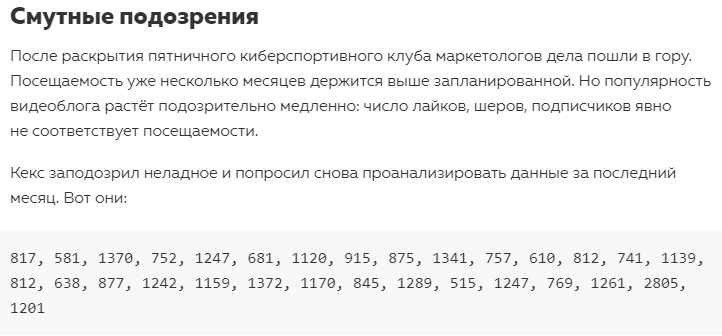 Смутные подозрения
После раскрытия пятничного киберспортивного клуба маркетологов дела пошли в гору.
Посещаемость уже несколько месяцев держится выше запланированной. Но популярность
видеоблога растёт подозрительно медленно: число лайков, шеров, подписчиков явно
не соответствует посещаемости.
Кекс заподозрил неладное и попросил снова проанализировать данные за последний
месяц. Вот они:
817, 581, 1370, 752, 1247, 681, 1120, 915, 875, 1341, 757, 610, 812, 741, 1139,
812, 638, 877, 1242, 1159, 1372, 1170, 845, 1289, 515, 1247, 769, 1261, 2805,
1201